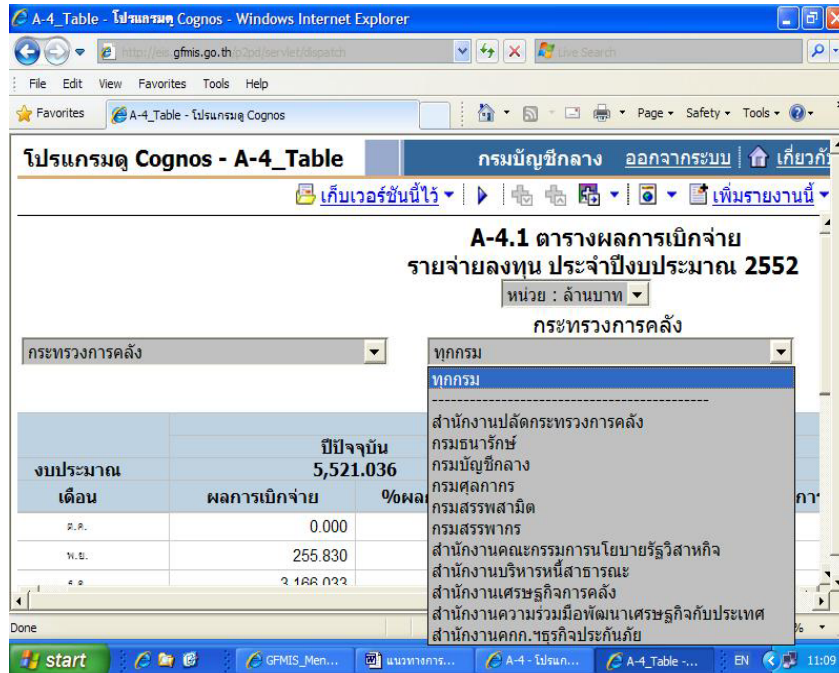 A-4_Table - โปรแกรมดู Cognos - Windows Internet Explorer
gfmis.go.th/o2pd/servlet/dispatch
Live Search
File Edit View Favorites Tools Help
Favorites A-4_Table - โปรแกรมดู Cognos Page Safety Tools
โปรแกรมดู Cognos - A-4_Table กรมบัญชีกลาง ออกจากระบบ
เก็บเวอร์ชันนี้ไว้ เพิ่มรายงานนี้
A-4.1 ตารางผลการเบิกจ่าย
รายจ่ายลงทุน ประจำปีงบประมาณ 2552
หน่วย : ล้านบาท
กระทรวงการคลัง
กระทรวงการคลัง ทุกกรม
ทุกกรม
--------------------------------------------
สำนักงานปลัดกระทรวงการคลัง
กรมธนารักษ์
กรมบัญชีกลาง
กรมศุลกากร
กรมสรรพสามิต
กรมสรรพากร
สำนักงานคณะกรรมการนโยบายรัฐวิสาหกิจ
สำนักงานบริหารหนี้สาธารณะ
สำนักงานเศรษฐกิจการคลัง
สำนักงานความร่วมมือพัฒนาเศรษฐกิจกับประเทศ
สำนักงานคกก.ฯธุรกิจประกันภัย
ปีปัจจุบัน
งบประมาณ 5,521.036
เดือน ผลการเบิกจ่าย
ต.ค. 0.000
พ.ย. 255.830
3,166.033
Done
start GFMIS_Men... แนวทางการ... A-4 - โปรแก... A-4_Table -... EN 11:09